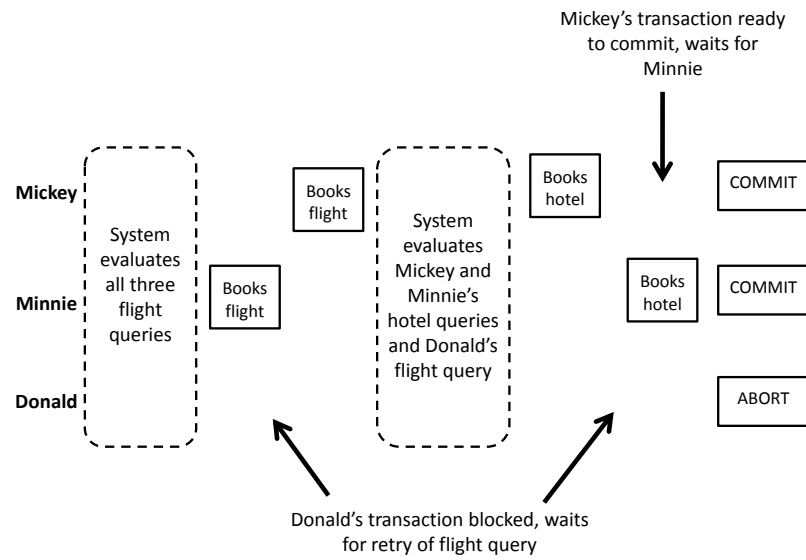 Mickey’s transaction ready
to commit, waits for
Minnie
Mickey
Minnie
Donald
System
evaluates
all three
flight
queries
Books
flight
Books
flight
System
evaluates
Mickey and
Minnie’s
hotel queries
and Donald’s
flight query
Books
hotel
Books
hotel
COMMIT
COMMIT
ABORT
Donald’s transaction blocked, waits
for retry of flight query